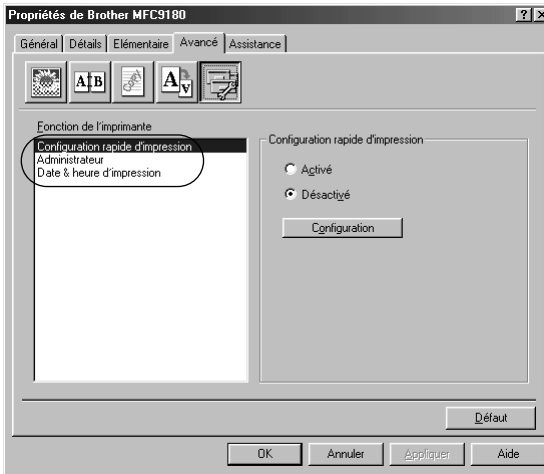 Propriétés de Brother MFC9180
Général Détails Elémentaire Avancé Assistance
A B Copy A v
Fonction de l'imprimante
Configuration rapide d'impression
Administrateur
Date & heure d'impression
Configuration rapide d'impression
Activé
Désactivé
Configuration
Défaut
OK Annuler Appliquer Aide